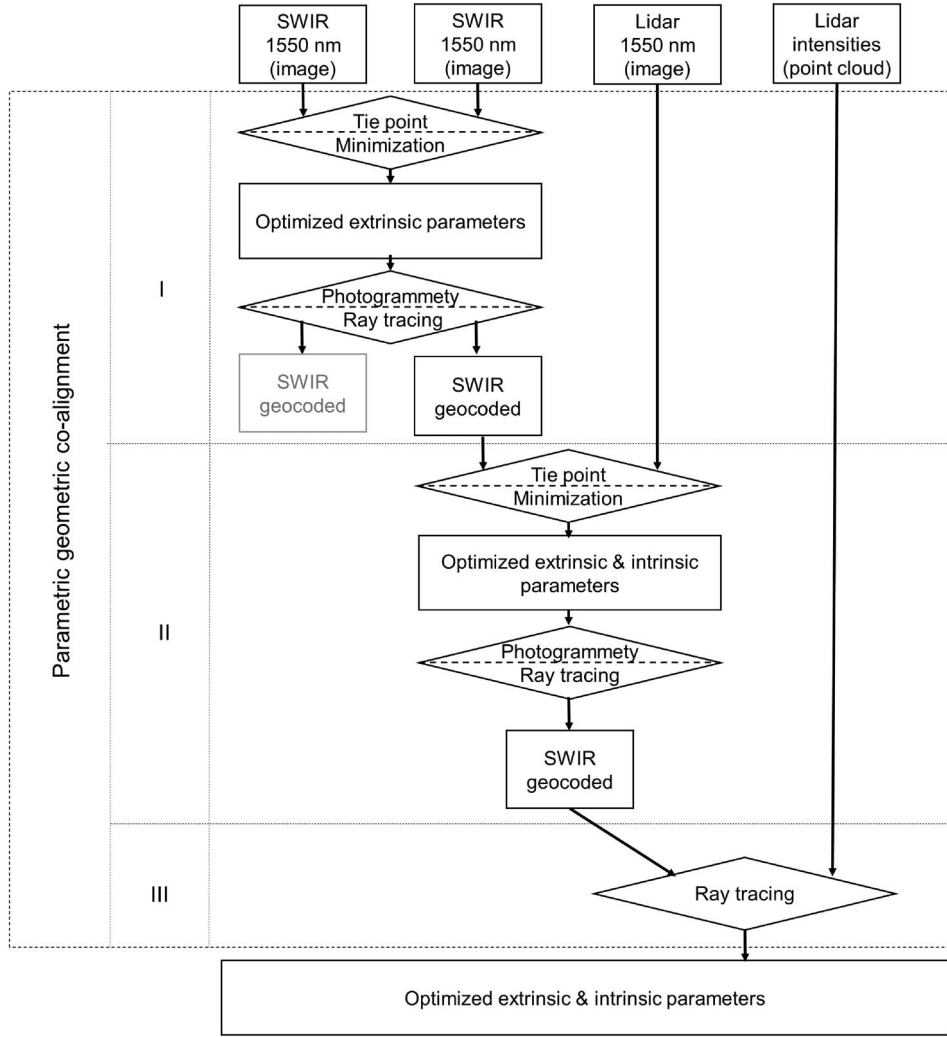 SWIR
1550 nm
(image)
SWIR
1550 nm
(image)
Lidar
1550 nm
(image)
Lidar
intensities
(point cloud)
Parametric geometric co-alignment
I
Tie point
Minimization
Optimized extrinsic parameters
Photogrammety
Ray tracing
SWIR
geocoded
SWIR
geocoded
II
Tie point
Minimization
Optimized extrinsic & intrinsic
parameters
Photogrammety
Ray tracing
SWIR
geocoded
III
Ray tracing
Optimized extrinsic & intrinsic parameters